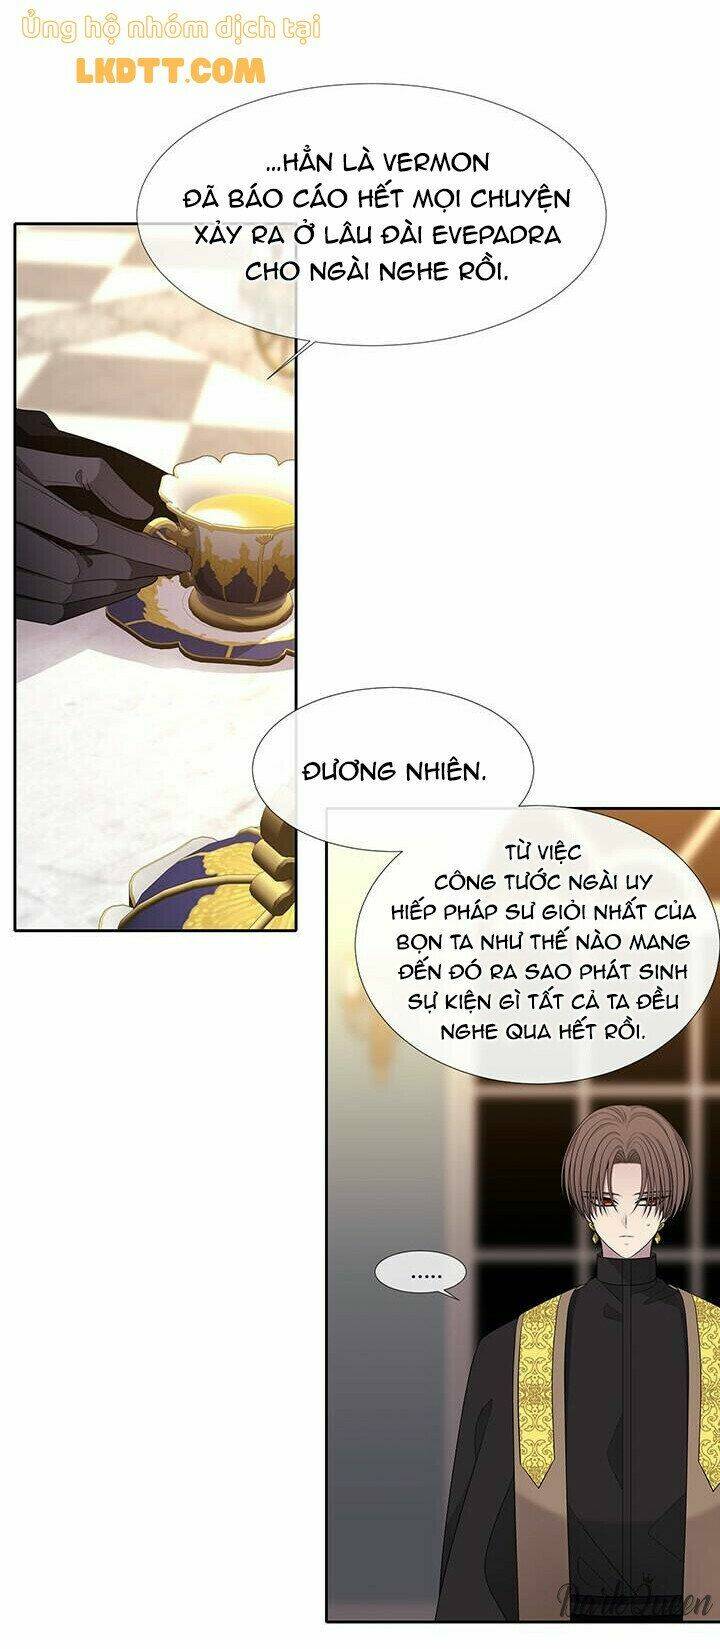 Ủng hộ nhóm dịch tại
LKDTT.COM
...HẲN LÀ VERMON
ĐÃ BÁO CÁO HẾT MỌI CHUYỆN
XẢY RA Ở LÂU ĐÀI EVEPADRA
CHO NGÀI NGHE RỒI.
ĐƯƠNG NHIÊN.
TỪ VIỆC
CÔNG TƯỚC NGÀI UY
HIẾP PHÁP SƯ GIỎI NHẤT CỦA
BỌN TA NHƯ THẾ NÀO MANG
ĐẾN ĐÓ RA SAO PHÁT SINH
SỰ KIỆN GÌ TẤT CẢ TA ĐỀU
NGHE QUA HẾT RỒI.
.....